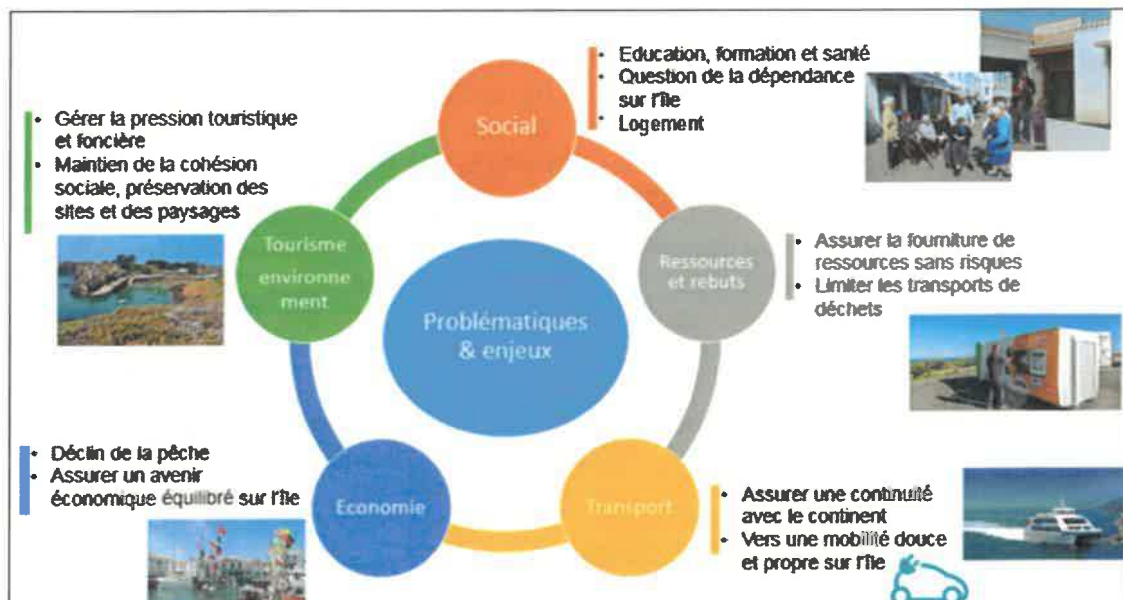 Social
• Education, formation et santé
• Question de la dépendance
sur l'île
• Logement
• Gérer la pression touristique
et foncière
• Maintien de la cohésion
sociale, préservation des
sites et des paysages
Tourisme
environne
ment
Ressources
et rebuts
• Assurer la fourniture de
ressources sans risques
• Limiter les transports de
déchets
Problématiques
& enjeux
• Déclin de la pêche
• Assurer un avenir
économique équilibré sur l'île
Economie
Transport
• Assurer une continuité
avec le continent
• Vers une mobilité douce
et propre sur l'île